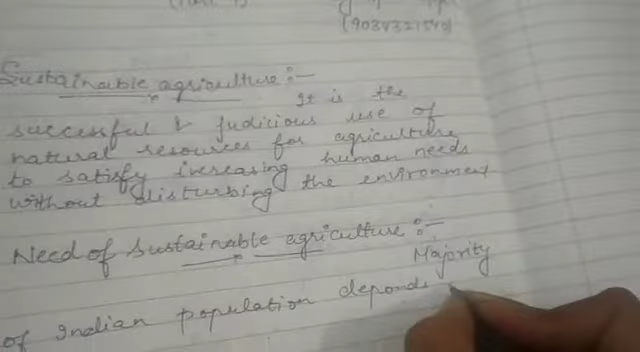 (9034321540)
Sustainable agriculture :-
It is the
successful & judicious use of
natural resources for agriculture
to satisfy increasing human needs
without disturbing the environment
Need of sustainable agriculture :-
Majority
of Indian population depends